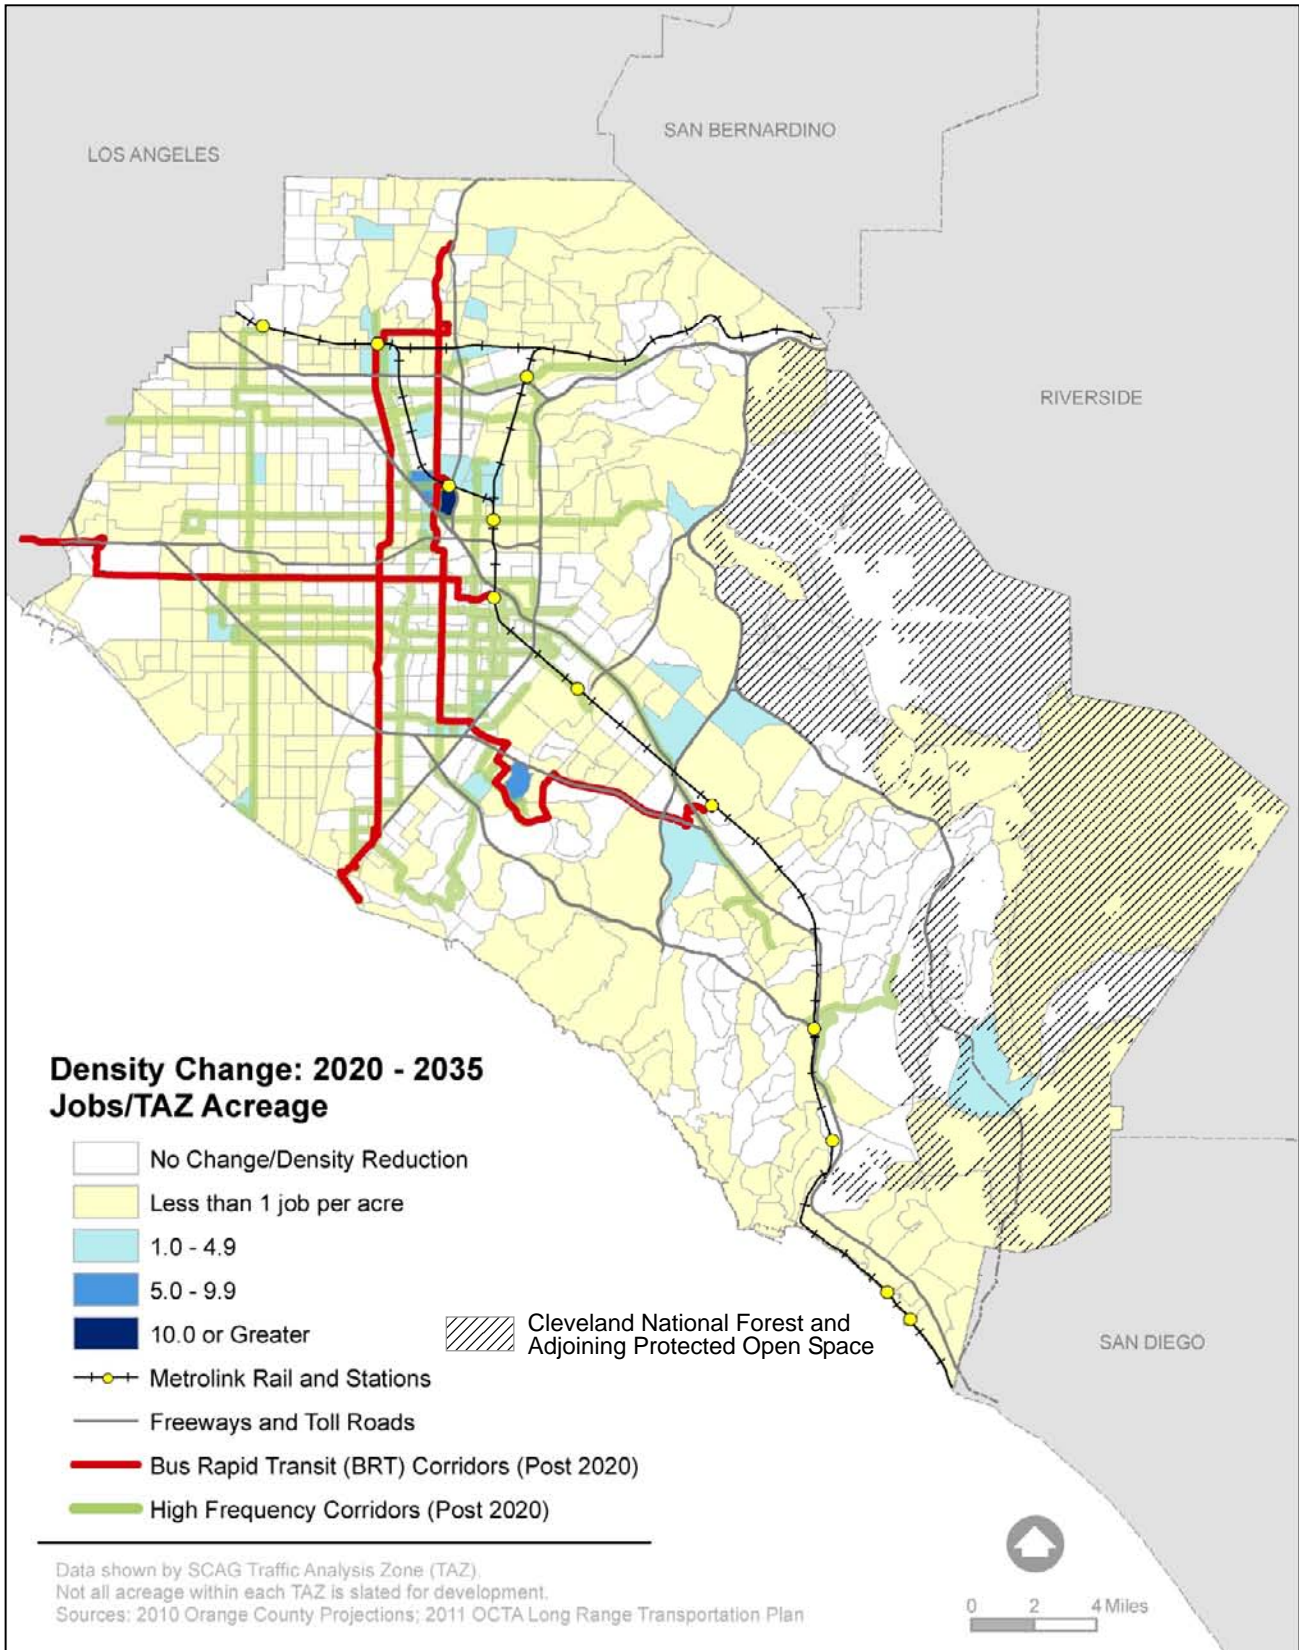 SAN BERNARDINO
LOS ANGELES
RIVERSIDE
Density Change: 2020 - 2035
Jobs/TAZ Acreage
No Change/Density Reduction
Less than 1 job per acre
1.0 - 4.9
5.0 - 9.9
10.0 or Greater
Cleveland National Forest and
Adjoining Protected Open Space
SAN DIEGO
Metrolink Rail and Stations
Freeways and Toll Roads
Bus Rapid Transit (BRT) Corridors (Post 2020)
High Frequency Corridors (Post 2020)
Data shown by SCAG Traffic Analysis Zone (TAZ).
Not all acreage within each TAZ is slated for development.
Sources: 2010 Orange County Projections; 2011 OCTA Long Range Transportation Plan
0 2 4 Miles